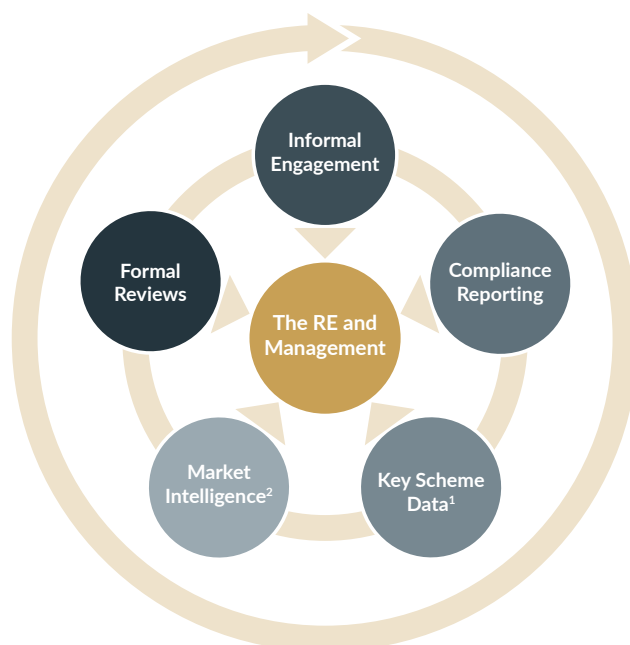 Informal
Engagement
Formal
Reviews
Compliance
Reporting
The RE and
Management
Market
Intelligence²
Key Scheme
Data¹